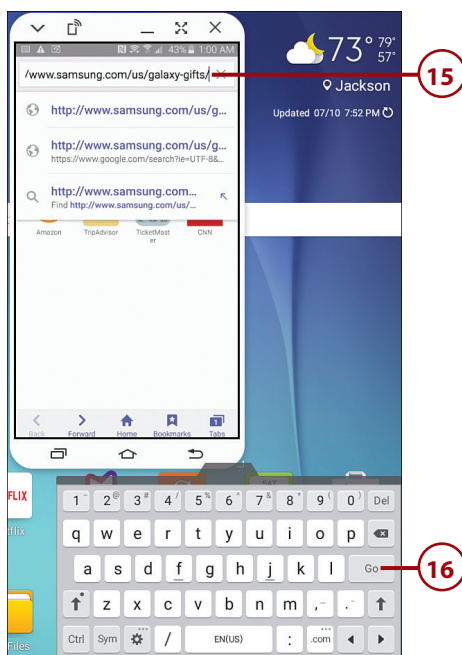 43% 1:00 AM
/www.samsung.com/us/galaxy-gifts/
15
http://www.samsung.com/us/g...
http://www.samsung.com/us/g...
https://www.google.com/search?ie=UTF-8&...
http://www.samsung.com...
Find http://www.samsung.com/us/...
Amazon TripAdvisor TicketMast
er CNN
Back Forward Home Bookmarks Tabs
73° 79°
57°
Jackson
Updated 07/10 7:52 PM
FLIX
tflix
Files
1 - 2 @ 3 # 4 / 5 % 6 ^ 7 & 8 * 9 ( 0 ) Del
q w e r t y u i o p
a s d f g h j k l Go
16
z x c v b n m , - .
Ctrl Sym / EN(US) : .com